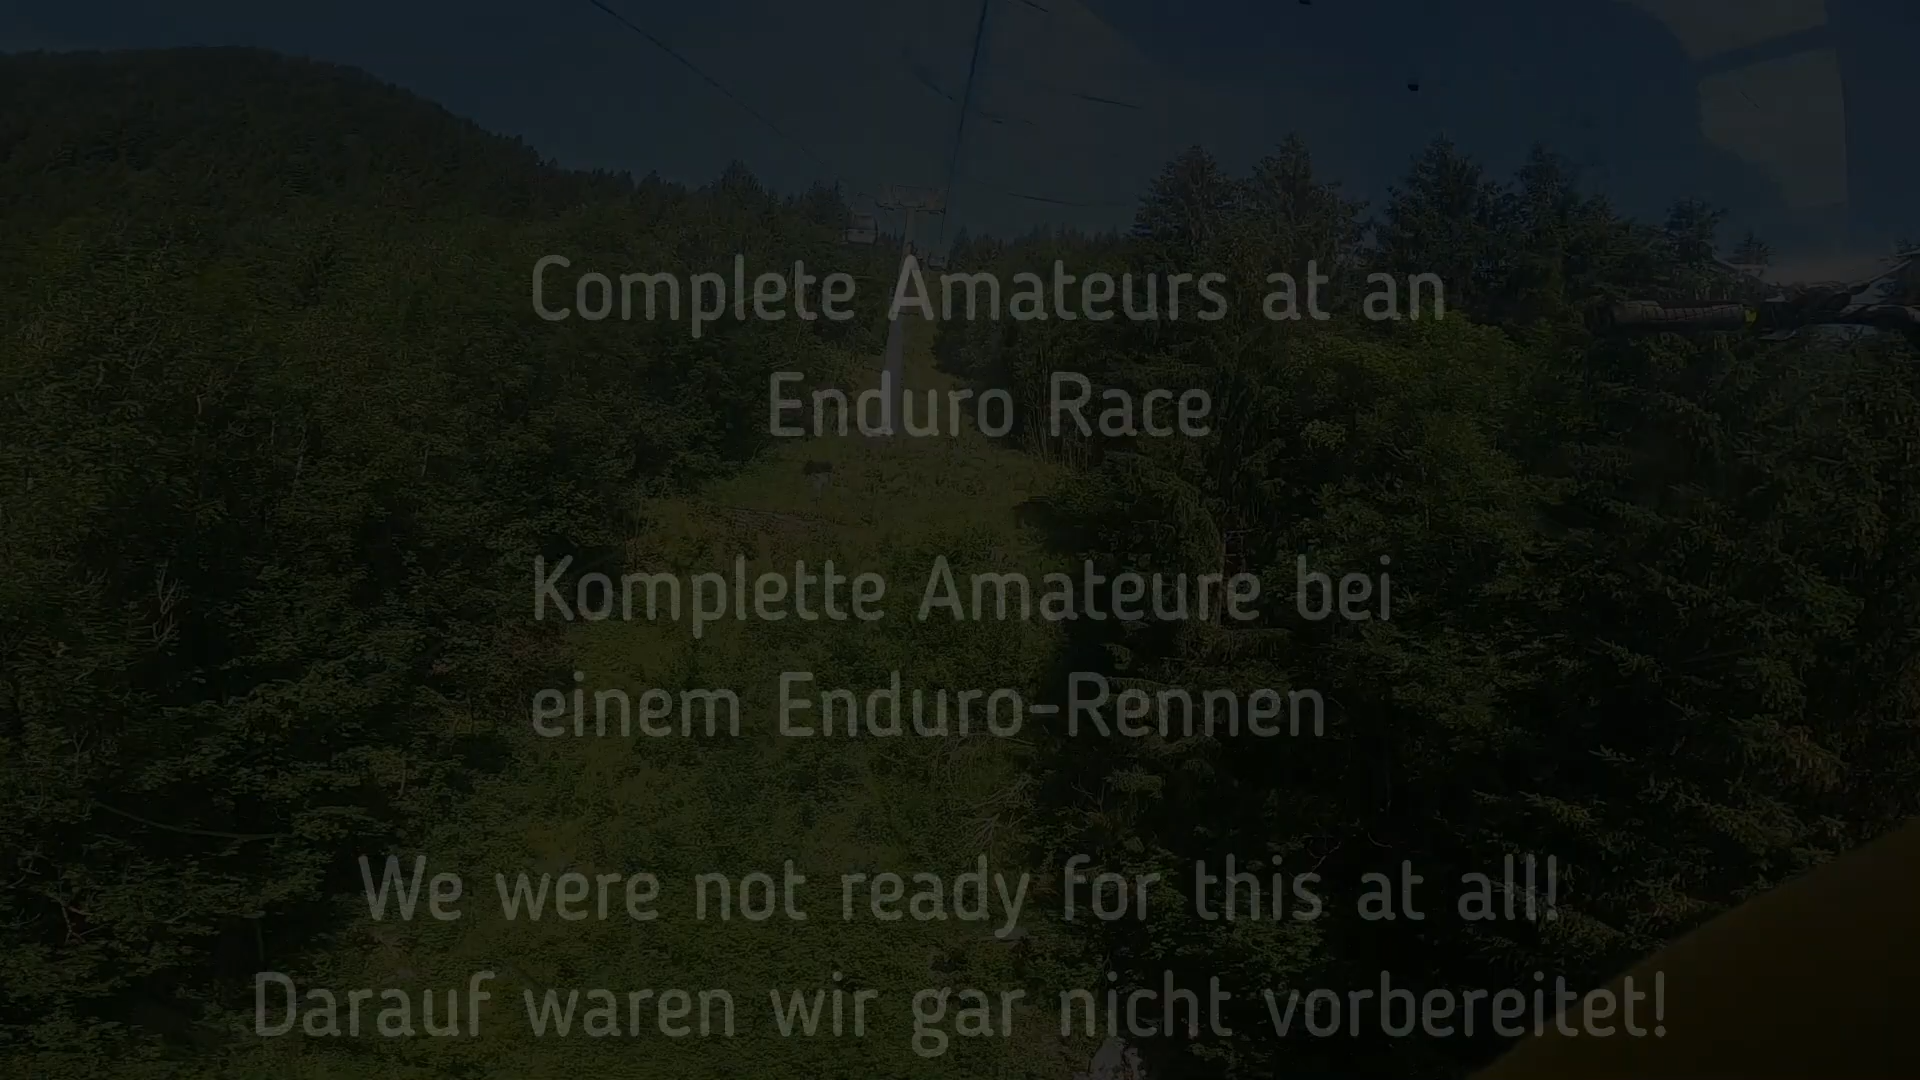 Complete Amateurs at an
Enduro Race
Komplette Amateure bei
einem Enduro-Rennen
We were not ready for this at all!
Darauf waren wir gar nicht vorbereitet!